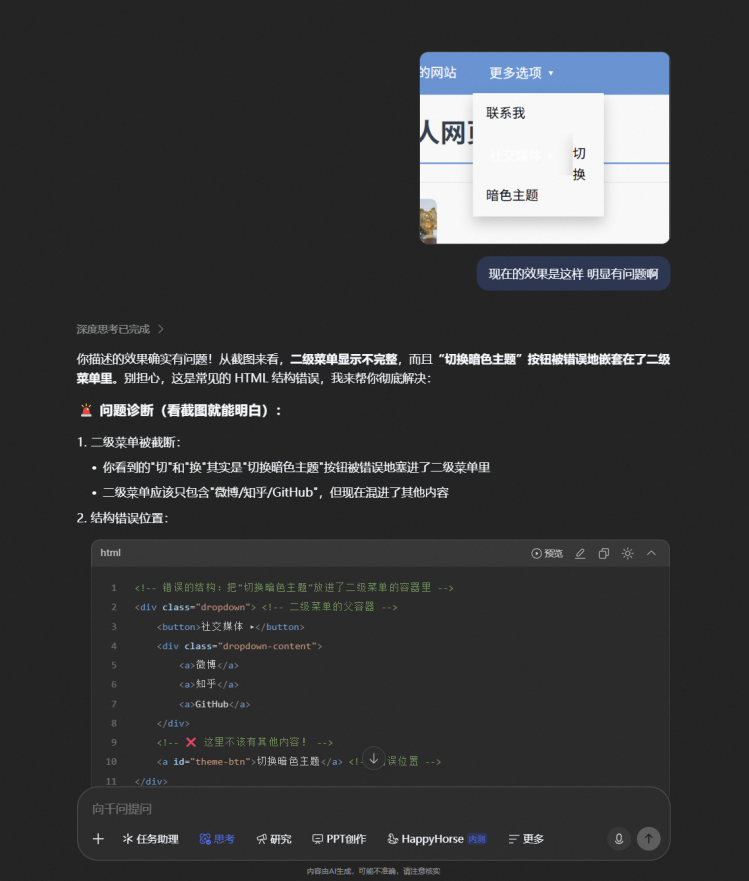 的网站
更多选项 ▾
联系我
人网页
社交媒体 ▸
切
换
暗色主题
现在的效果是这样 明显有问题啊
深度思考已完成 >
你描述的效果确实有问题！从截图来看，二级菜单显示不完整，而且“切换暗色主题”按钮被错误地嵌套在了二级
菜单里。别担心，这是常见的 HTML 结构错误，我来帮你彻底解决：
🚨 问题诊断（看截图就能明白）：
1. 二级菜单被截断：
• 你看到的"切"和"换"其实是"切换暗色主题"按钮被错误地塞进了二级菜单里
• 二级菜单应该只包含"微博/知乎/GitHub"，但现在混进了其他内容
2. 结构错误位置：
html
预览
1 <!-- 错误的结构：把"切换暗色主题"放进了二级菜单的容器里 -->
2 <div class="dropdown"> <!-- 二级菜单的父容器 -->
3 <button>社交媒体 ▸</button>
4 <div class="dropdown-content">
5 <a>微博</a>
6 <a>知乎</a>
7 <a>GitHub</a>
8 </div>
9 <!-- ❌ 这里不该有其他内容！ -->
10 <a id="theme-btn">切换暗色主题</a> <!-- 误位置 -->
11 </div>
向千问提问
任务助理 思考 研究 PPT创作 HappyHorse 内测 更多
内容由AI生成，可能不准确，请注意核实